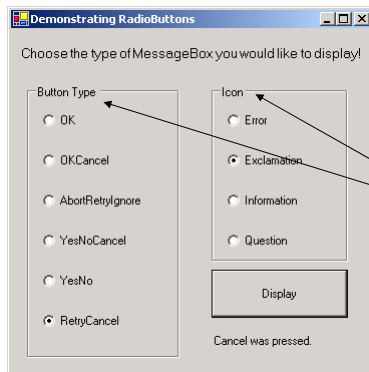 Demonstrating RadioButtons
Choose the type of MessageBox you would like to display!
Button Type
OK
OKCancel
AbortRetryIgnore
YesNoCancel
YesNo
RetryCancel
Icon
Error
Exclamation
Information
Question
Display
Cancel was pressed.